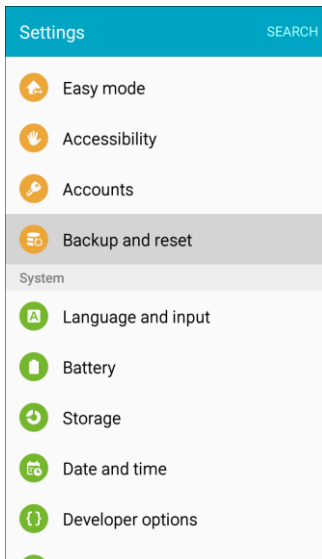 Settings
SEARCH
Easy mode
Accessibility
Accounts
Backup and reset
System
Language and input
Battery
Storage
Date and time
Developer options